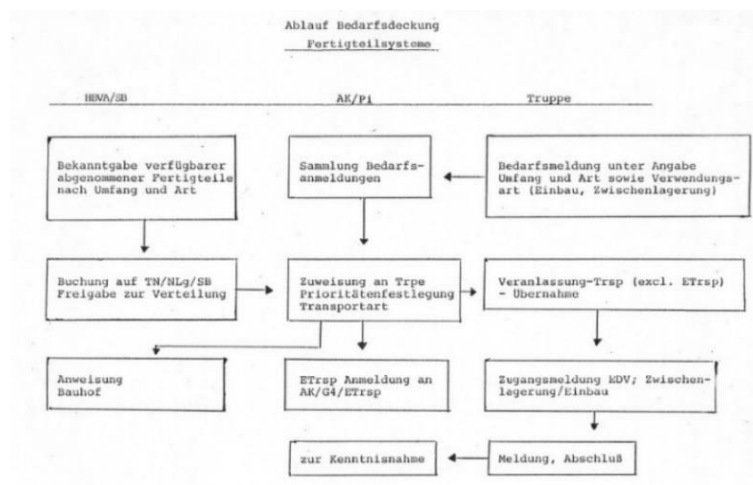 Ablauf Bedarfsdeckung
Fertigteilsysteme
HBVA/SB
AK/Pi
Truppe
Bekanntgabe verfügbarer
abgenommener Fertigteile
nach Umfang und Art
Sammlung Bedarfs-
anmeldungen
Bedarfsmeldung unter Angabe
Umfang und Art sowie Verwendungs-
art (Einbau, Zwischenlagerung)
Buchung auf TN/NLg/SB
Freigabe zur Verteilung
Zuweisung an Trpe
Prioritätenfestlegung
Transportart
Veranlassung-Trsp (excl. ETrsp)
- Übernahme
Anweisung
Bauhof
ETrsp Anmeldung an
AK/G4/ETrsp
Zugangsmeldung EDV; Zwischen-
lagerung/Einbau
zur Kenntnisnahme
Meldung, Abschluß